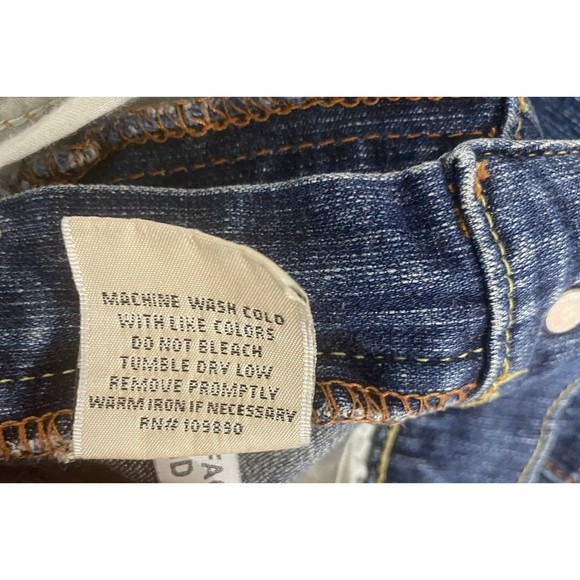 MACHINE WASH COLD
WITH LIKE COLORS
DO NOT BLEACH
TUMBLE DRY LOW
REMOVE PROMPTLY
WARM IRON IF NECESSARY
RN# 109890